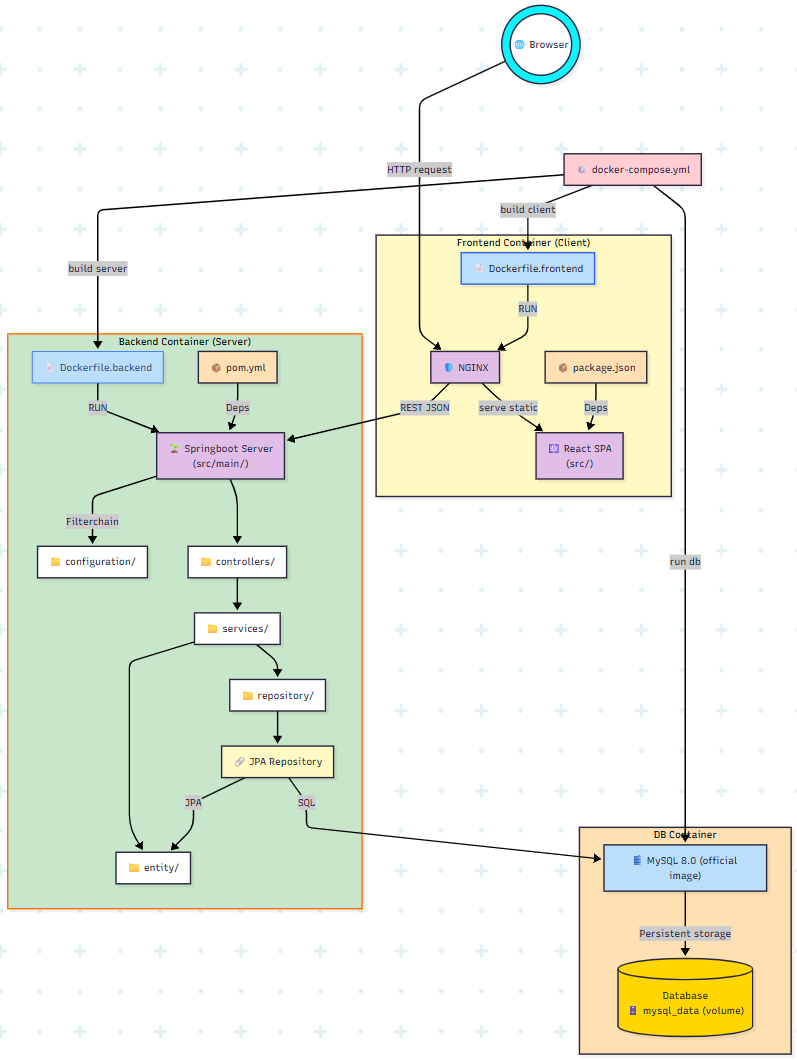 🌐 Browser
HTTP request
⚙️ docker-compose.yml
build client
build server
run db
Frontend Container (Client)
📄 Dockerfile.frontend
RUN
🛡️ NGINX
📦 package.json
REST JSON
serve static
Deps
⚛️ React SPA
(src/)
Backend Container (Server)
📄 Dockerfile.backend
📦 pom.yml
RUN
Deps
🌱 Springboot Server
(src/main/)
Filterchain
📁 configuration/
📁 controllers/
📁 services/
📁 repository/
🔗 JPA Repository
JPA
SQL
📁 entity/
DB Container
🛢️ MySQL 8.0 (official
image)
Persistent storage
Database
🗄️ mysql_data (volume)